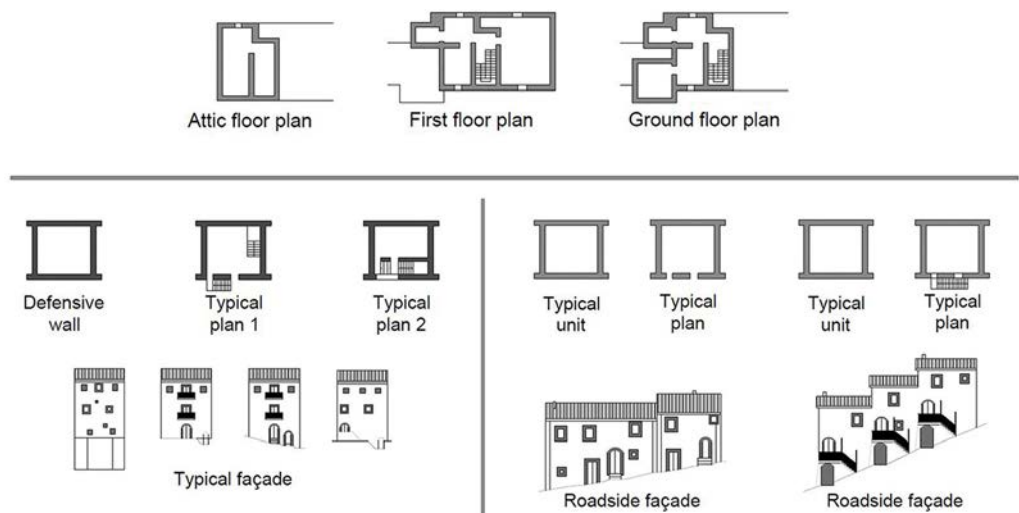 Attic floor plan
First floor plan
Ground floor plan
Defensive
wall
Typical
plan 1
Typical
plan 2
Typical façade
Typical
unit
Typical
plan
Typical
unit
Typical
plan
Roadside façade
Roadside façade